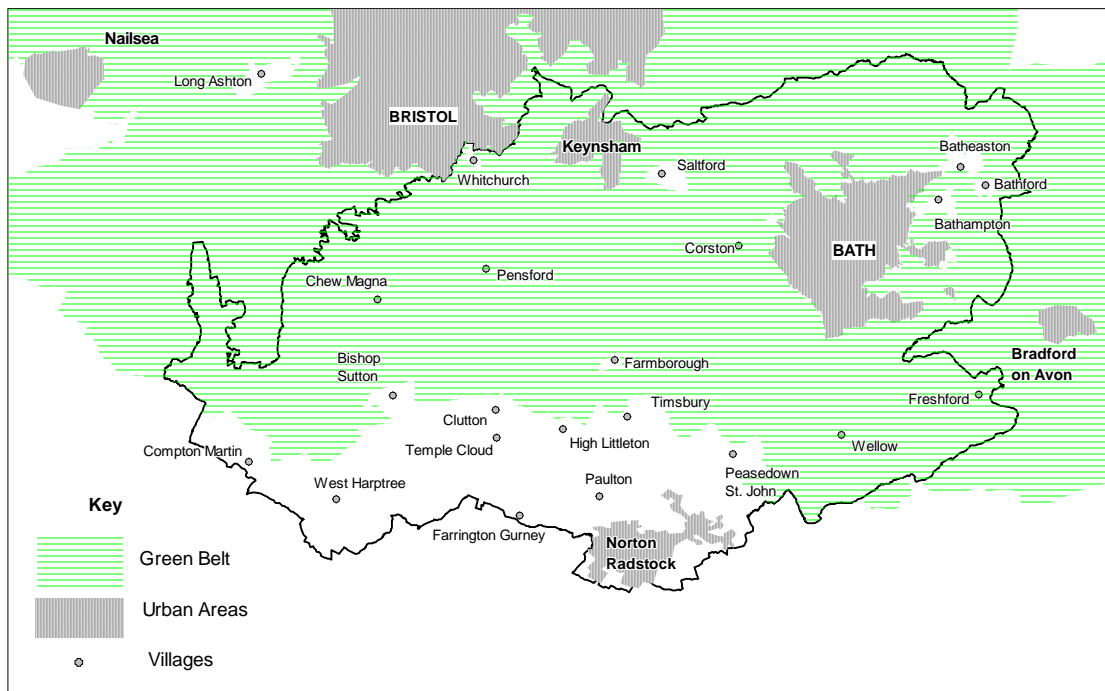 Nailsea
Long Ashton
BRISTOL
Keynsham
Whitchurch
Saltford
Batheaston
Bathford
Bathampton
Corston
BATH
Pensford
Chew Magna
Bishop
Sutton
Farmborough
Bradford
on Avon
Freshford
Timsbury
Clutton
High Littleton
Temple Cloud
Wellow
Compton Martin
Peasedown
St. John
West Harptree
Paulton
Farrington Gurney
Norton
Radstock
Key
Green Belt
Urban Areas
Villages